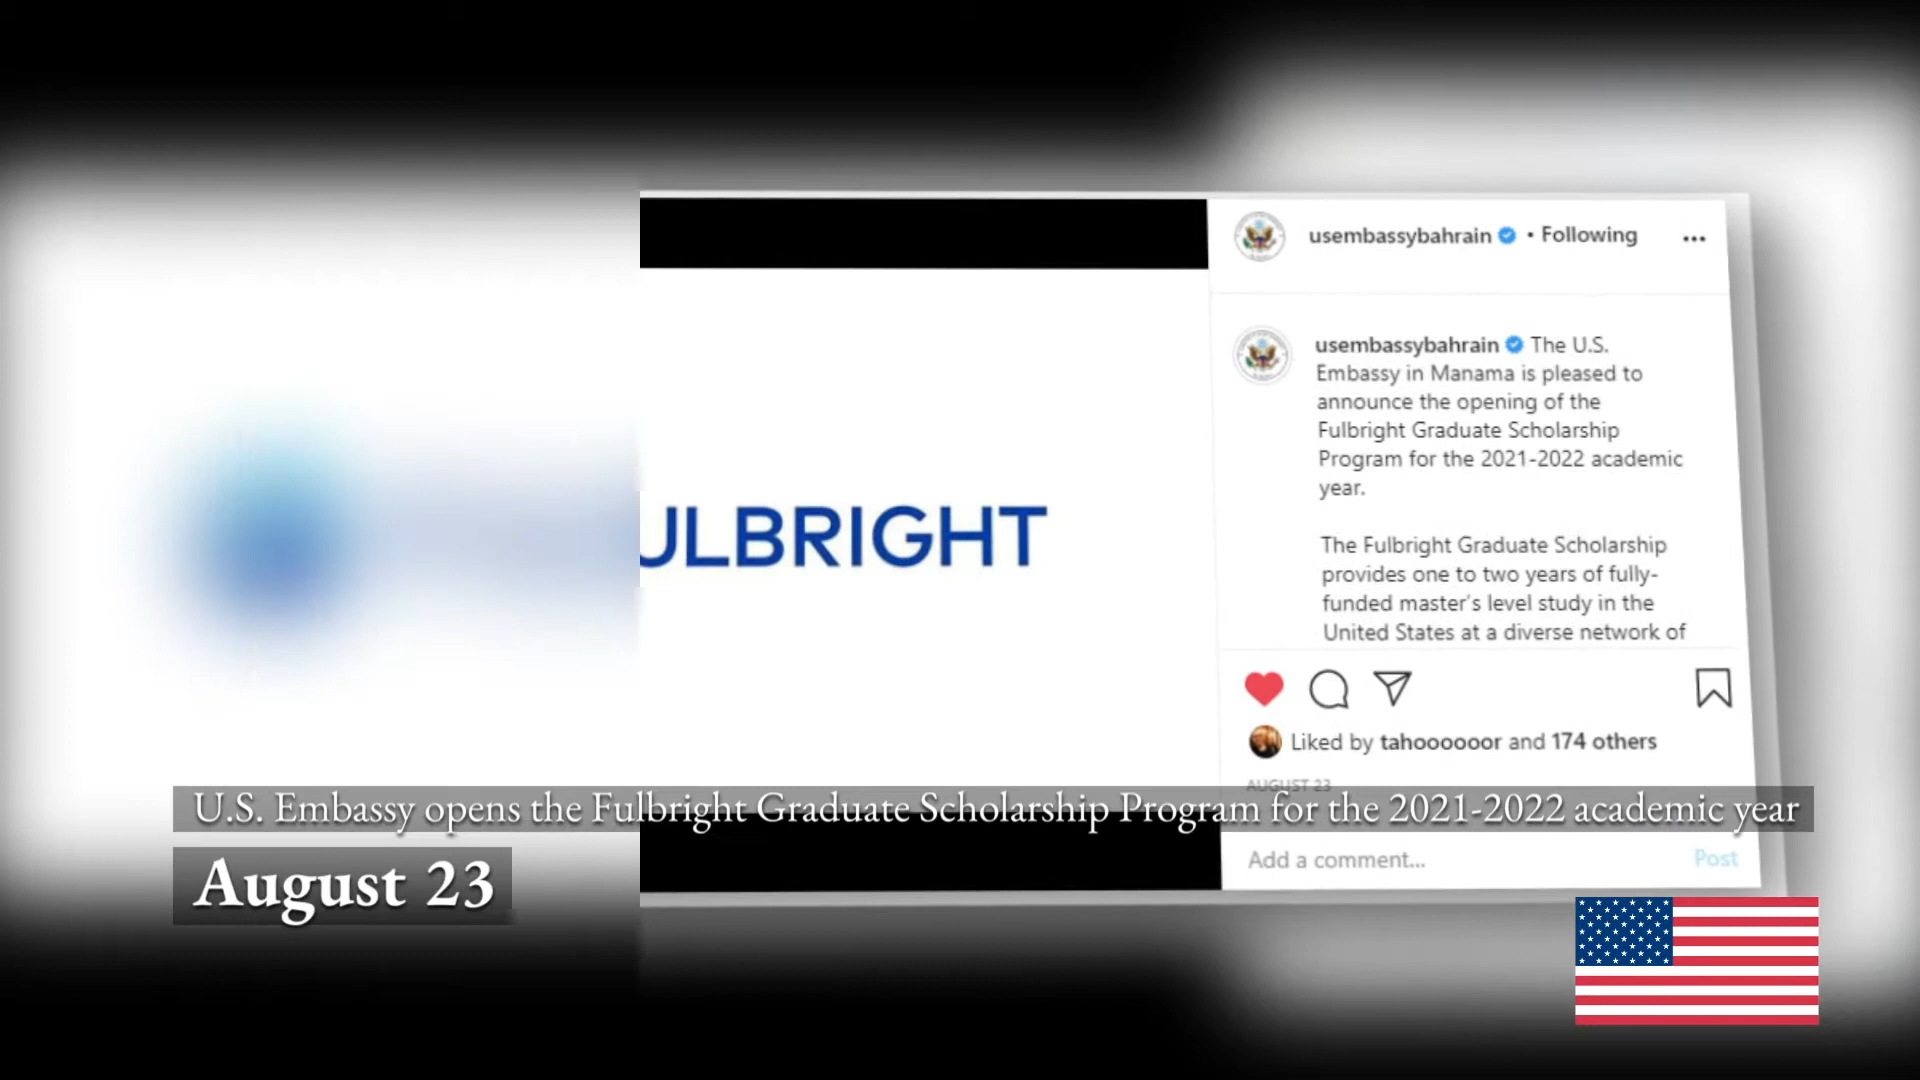 usembassybahrain • Following
usembassybahrain The U.S.
Embassy in Manama is pleased to
announce the opening of the
Fulbright Graduate Scholarship
Program for the 2021-2022 academic
year.
The Fulbright Graduate Scholarship
provides one to two years of fully-
funded master's level study in the
United States at a diverse network of
ULBRIGHT
Liked by tahoooooor and 174 others
AUGUST 23
U.S. Embassy opens the Fulbright Graduate Scholarship Program for the 2021-2022 academic year
Add a comment...
Post
August 23